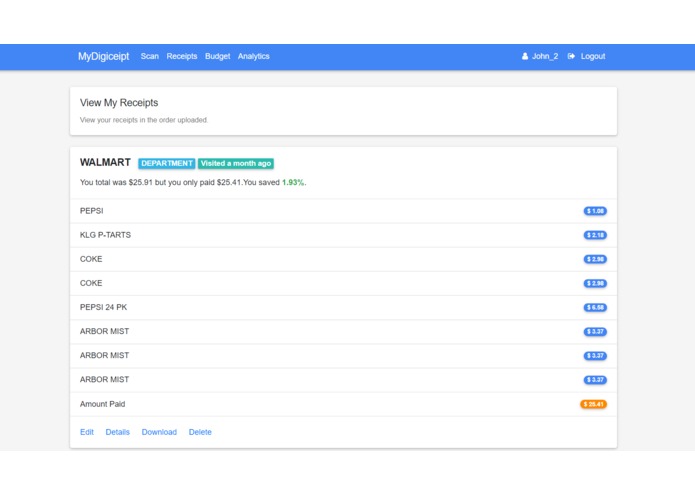 MyDigiceipt Scan Receipts Budget Analytics John_2 Logout
View My Receipts
View your receipts in the order uploaded
WALMART DEPARTMENT Visited a month ago
You total was $25.91 but you only paid $25.41.You saved 1.93%.
PEPSI $ 1.08
KLG P-TARTS $ 2.18
COKE $ 2.98
COKE $ 2.98
PEPSI 24 PK $ 6.58
ARBOR MIST $ 3.37
ARBOR MIST $ 3.37
ARBOR MIST $ 3.37
Amount Paid $ 25.41
Edit Details Download Delete